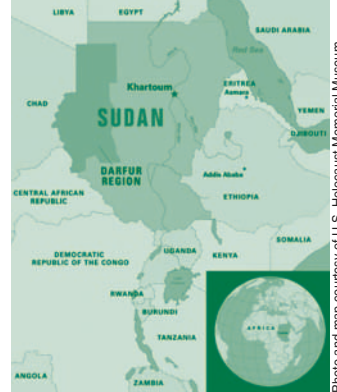 LIBYA
EGYPT
SAUDI ARABIA
Red Sea
Khartoum
ERITREA
Asmara
CHAD
SUDAN
YEMEN
DJIBOUTI
DARFUR
REGION
Addis Ababa
CENTRAL AFRICAN
REPUBLIC
ETHIOPIA
SOMALIA
UGANDA
KENYA
DEMOCRATIC
REPUBLIC OF THE CONGO
RWANDA
BURUNDI
AFRICA
TANZANIA
ANGOLA
ZAMBIA
Photo and map courtesy of U.S. Holocaust Memorial Museum